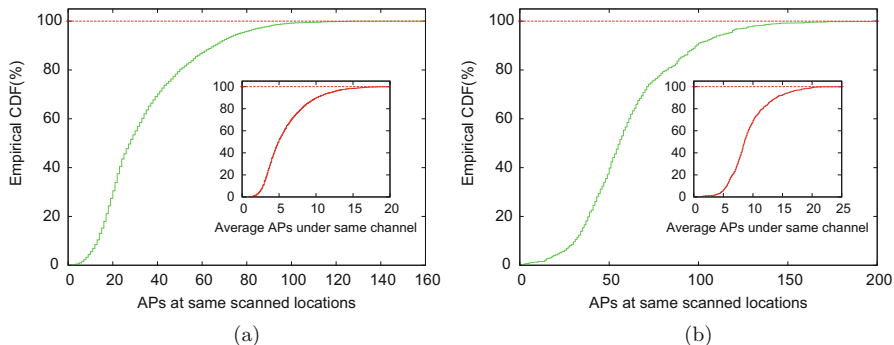 100
80
60
40
20
0
Empirical CDF(%)
0 20 40 60 80 100 120 140 160
APs at same scanned locations
100
80
60
40
20
0
0 5 10 15 20
Average APs under same channel
(a)
100
80
60
40
20
0
Empirical CDF(%)
0 50 100 150 200
APs at same scanned locations
100
80
60
40
20
0
0 5 10 15 20 25
Average APs under same channel
(b)